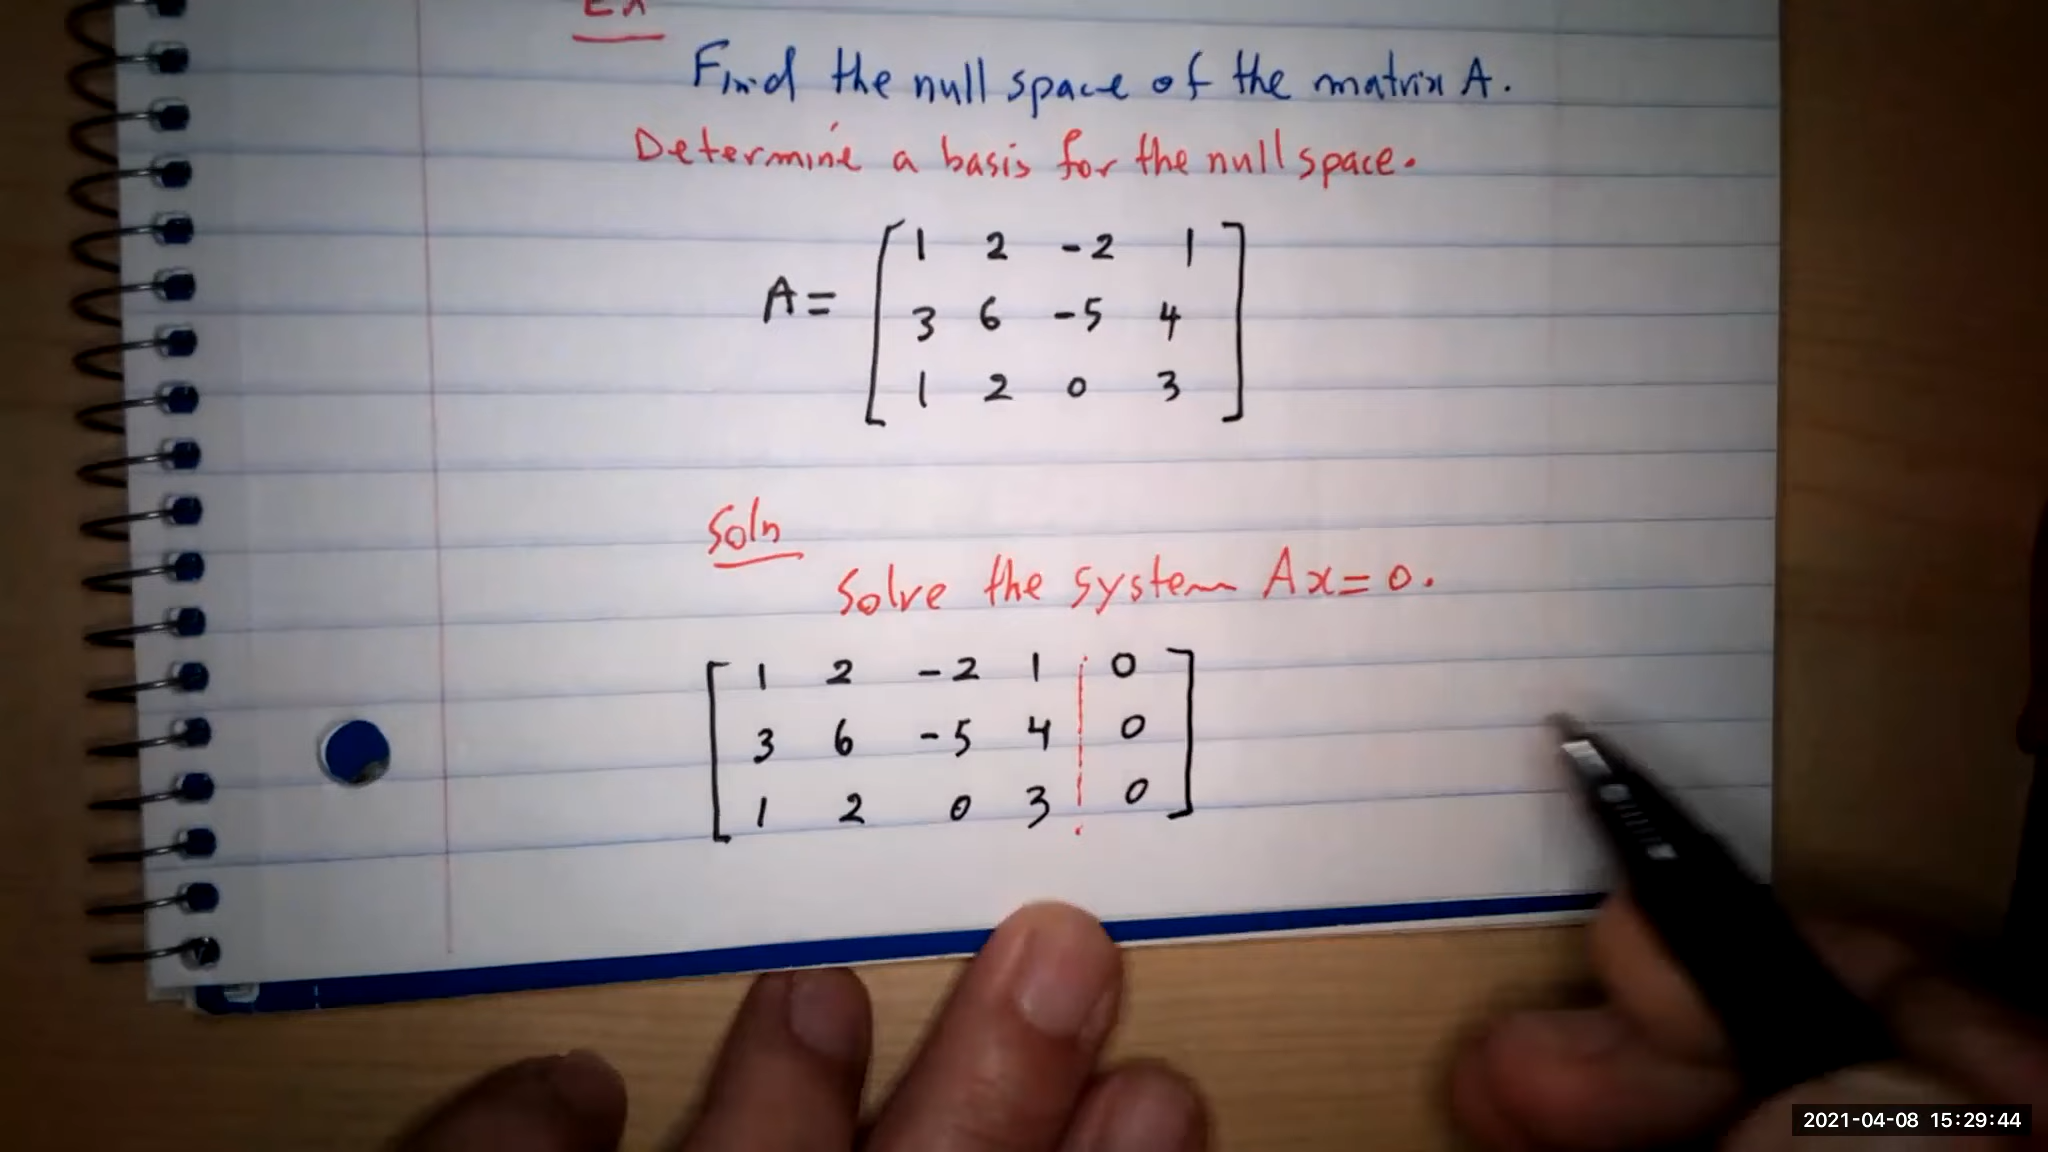 Ex
Find the null space of the matrix A.
Determine a basis for the null space.
A = [ 1 2 -2 1
3 6 -5 4
1 2 0 3 ]
Soln
Solve the system Ax = 0.
[ 1 2 -2 1 | 0
3 6 -5 4 | 0
1 2 0 3 | 0 ]
2021-04-08 15:29:44